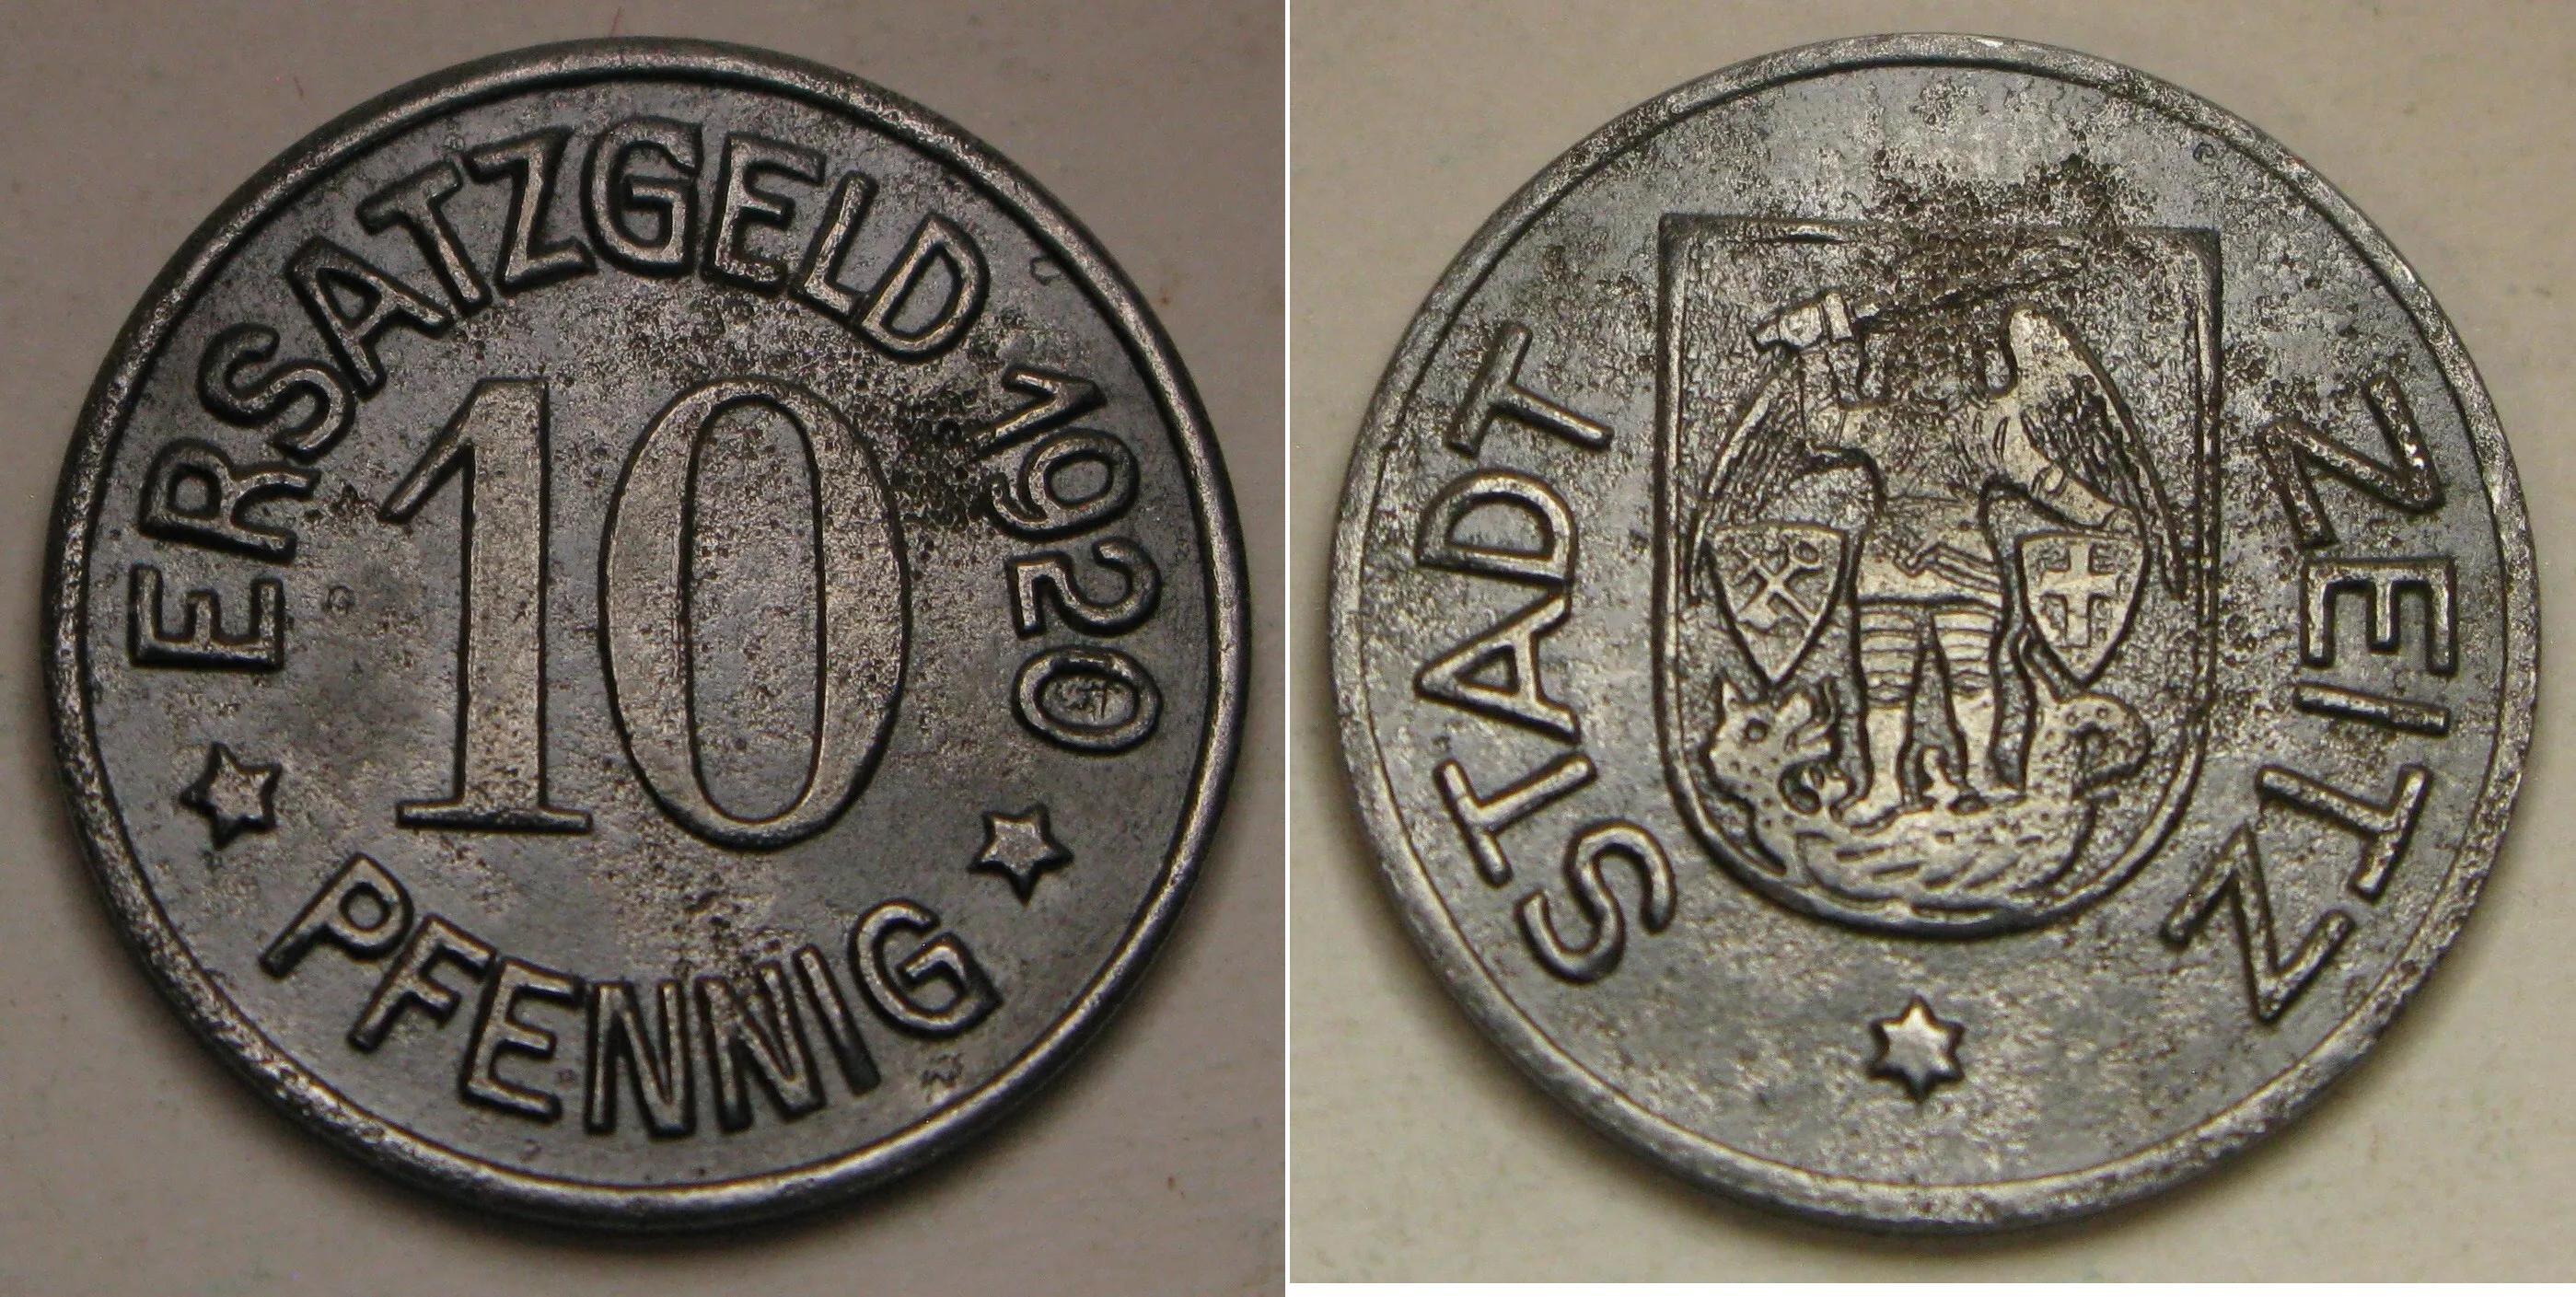 ERSATZGELD 1920
10
PFENNIG
STADT ZEITZ